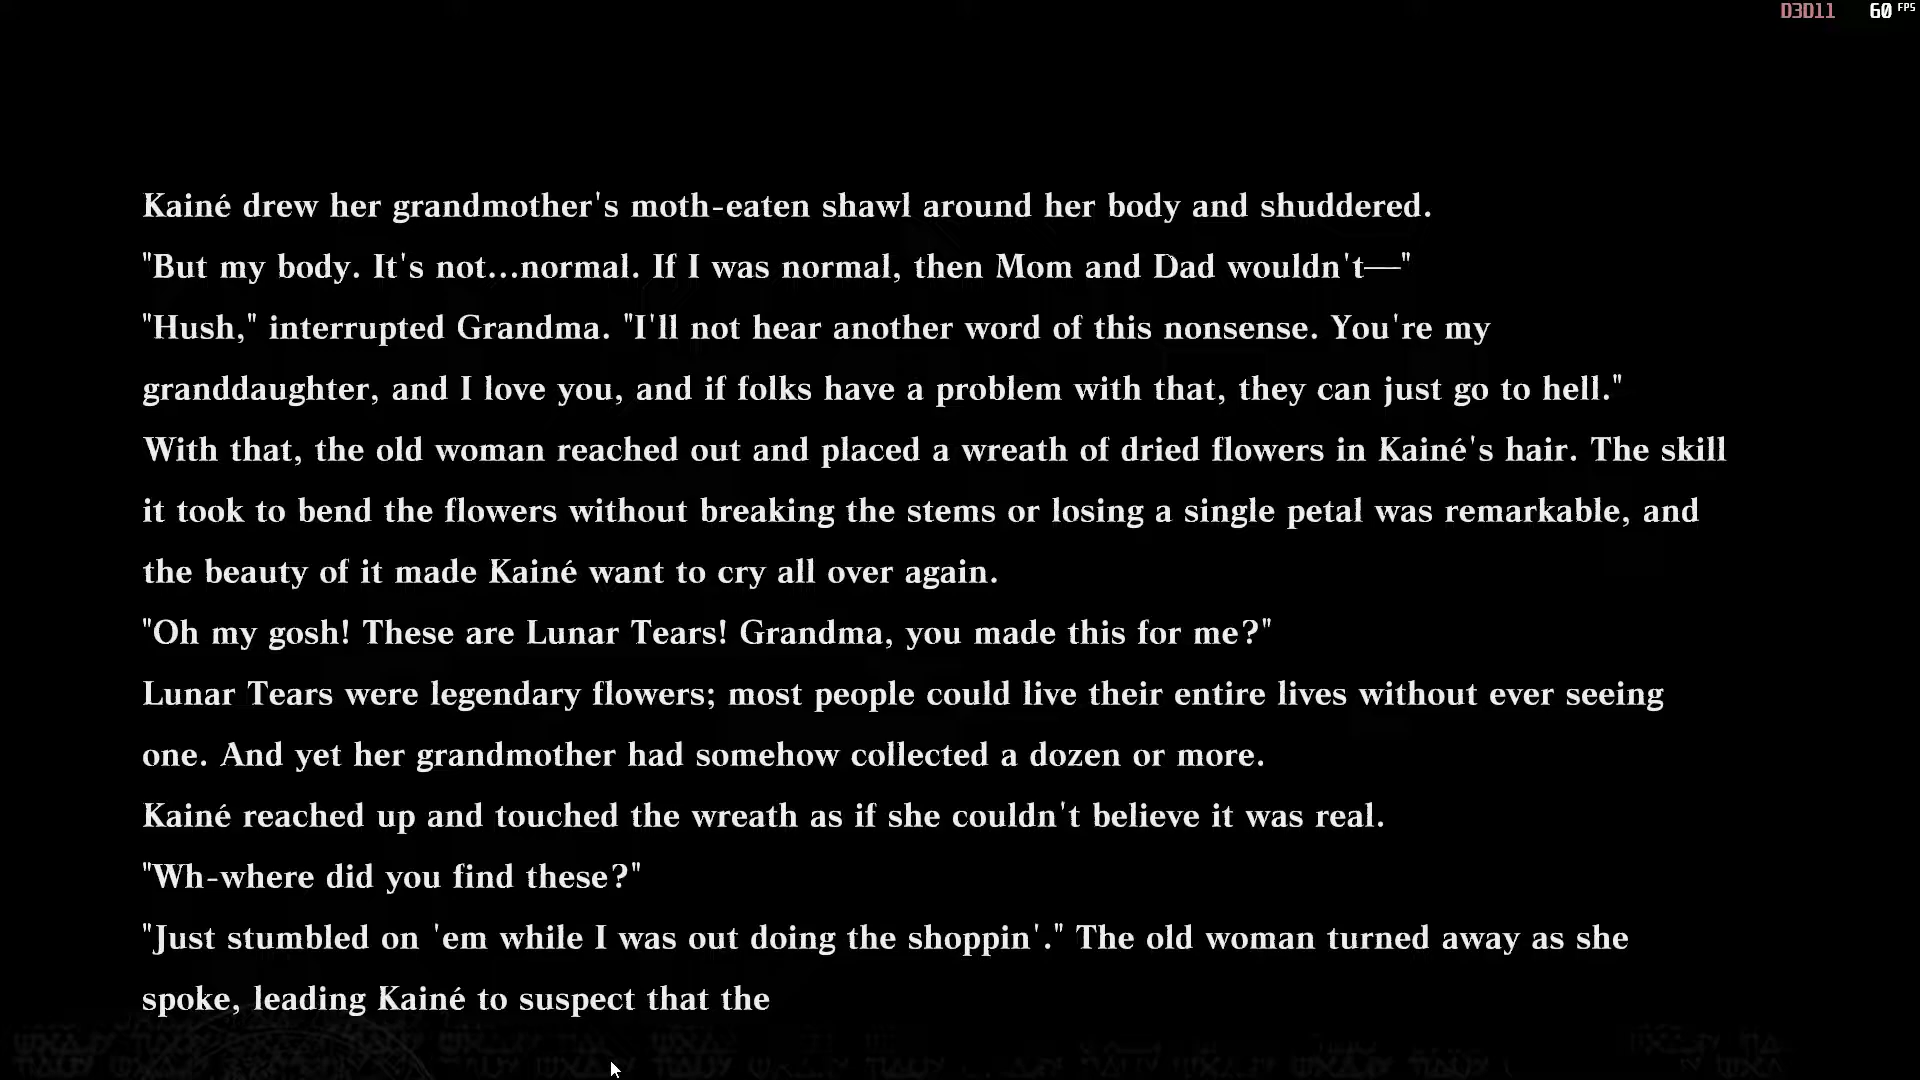 D3D11 60 FPS
Kainé drew her grandmother's moth-eaten shawl around her body and shuddered.
"But my body. It's not...normal. If I was normal, then Mom and Dad wouldn't—"
"Hush," interrupted Grandma. "I'll not hear another word of this nonsense. You're my
granddaughter, and I love you, and if folks have a problem with that, they can just go to hell."
With that, the old woman reached out and placed a wreath of dried flowers in Kainé's hair. The skill
it took to bend the flowers without breaking the stems or losing a single petal was remarkable, and
the beauty of it made Kainé want to cry all over again.
"Oh my gosh! These are Lunar Tears! Grandma, you made this for me?"
Lunar Tears were legendary flowers; most people could live their entire lives without ever seeing
one. And yet her grandmother had somehow collected a dozen or more.
Kainé reached up and touched the wreath as if she couldn't believe it was real.
"Wh-where did you find these?"
"Just stumbled on 'em while I was out doing the shoppin'." The old woman turned away as she
spoke, leading Kainé to suspect that the